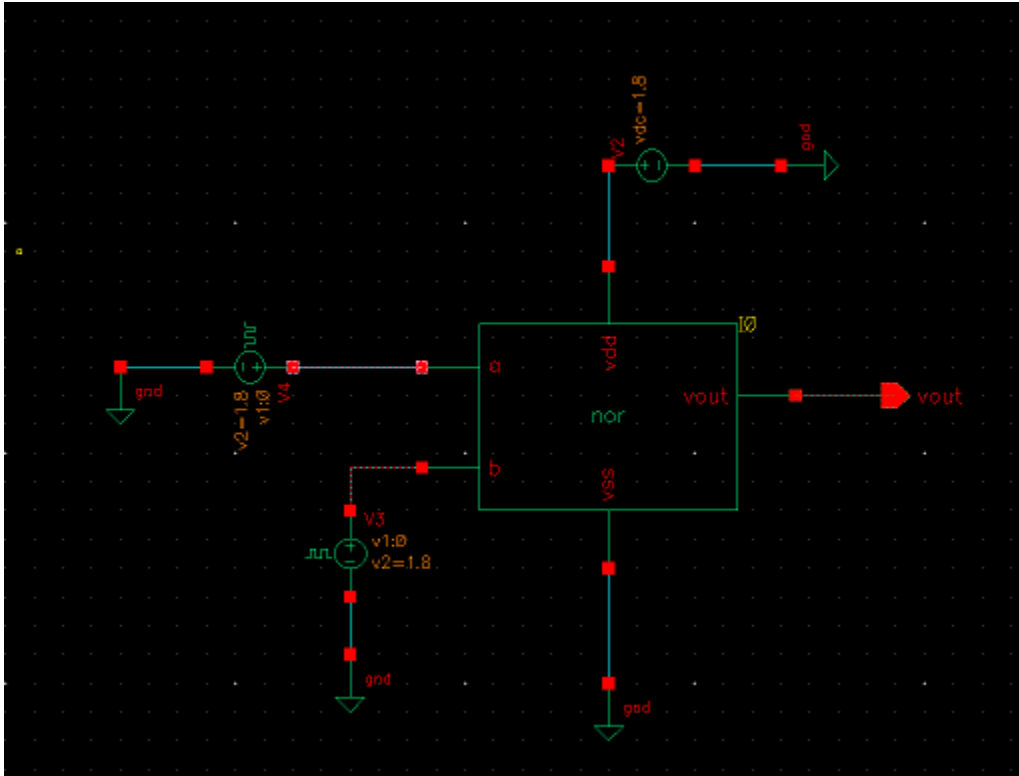 vdc=1.8
V2
gnd
I0
vdd
a
gnd
V4
v1:0
v2=1.8
vout
vout
nor
b
vss
V3
v1:0
v2=1.8
gnd
gnd